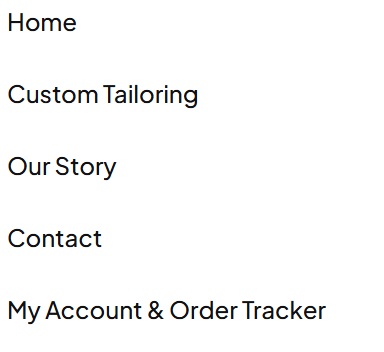 Home
Custom Tailoring
Our Story
Contact
My Account & Order Tracker